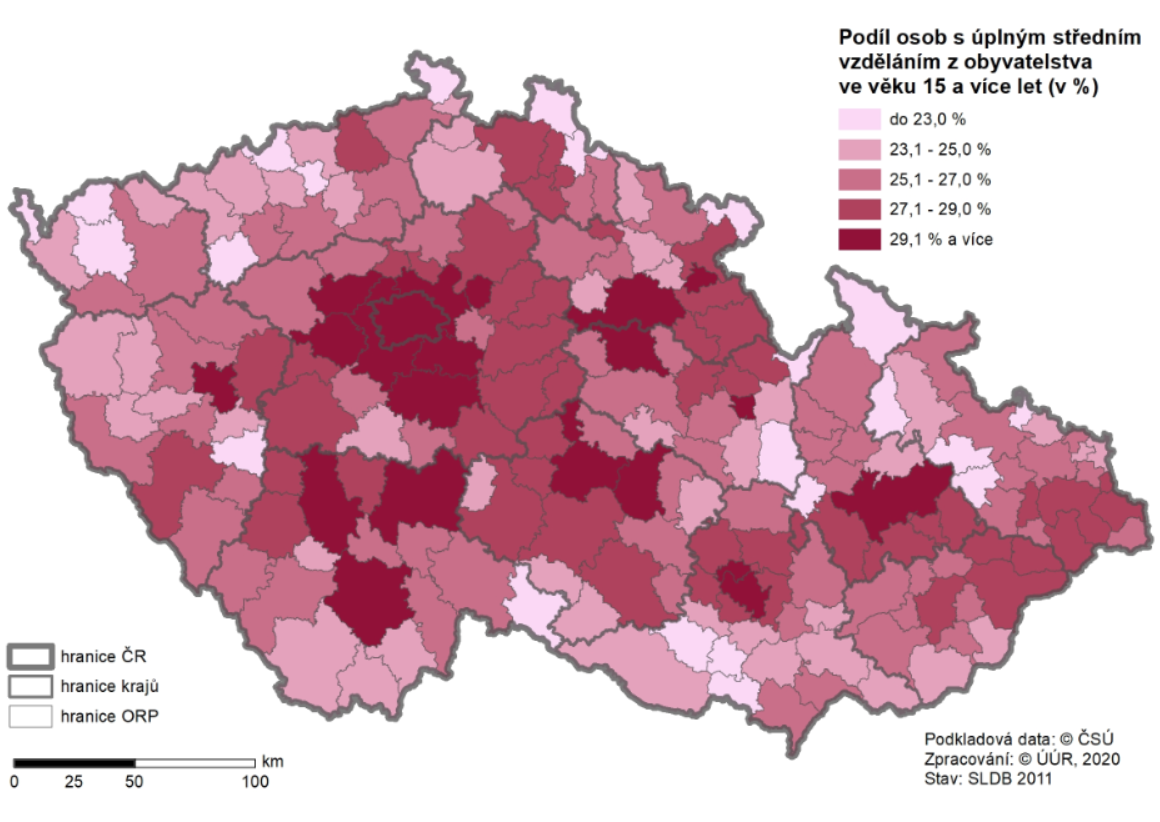 Podíl osob s úplným středním
vzděláním z obyvatelstva
ve věku 15 a více let (v %)
do 23,0 %
23,1 - 25,0 %
25,1 - 27,0 %
27,1 - 29,0 %
29,1 % a více
hranice ČR
hranice krajů
hranice ORP
km
0 25 50 100
Podkladová data: © ČSÚ
Zpracování: © ÚÚR, 2020
Stav: SLDB 2011